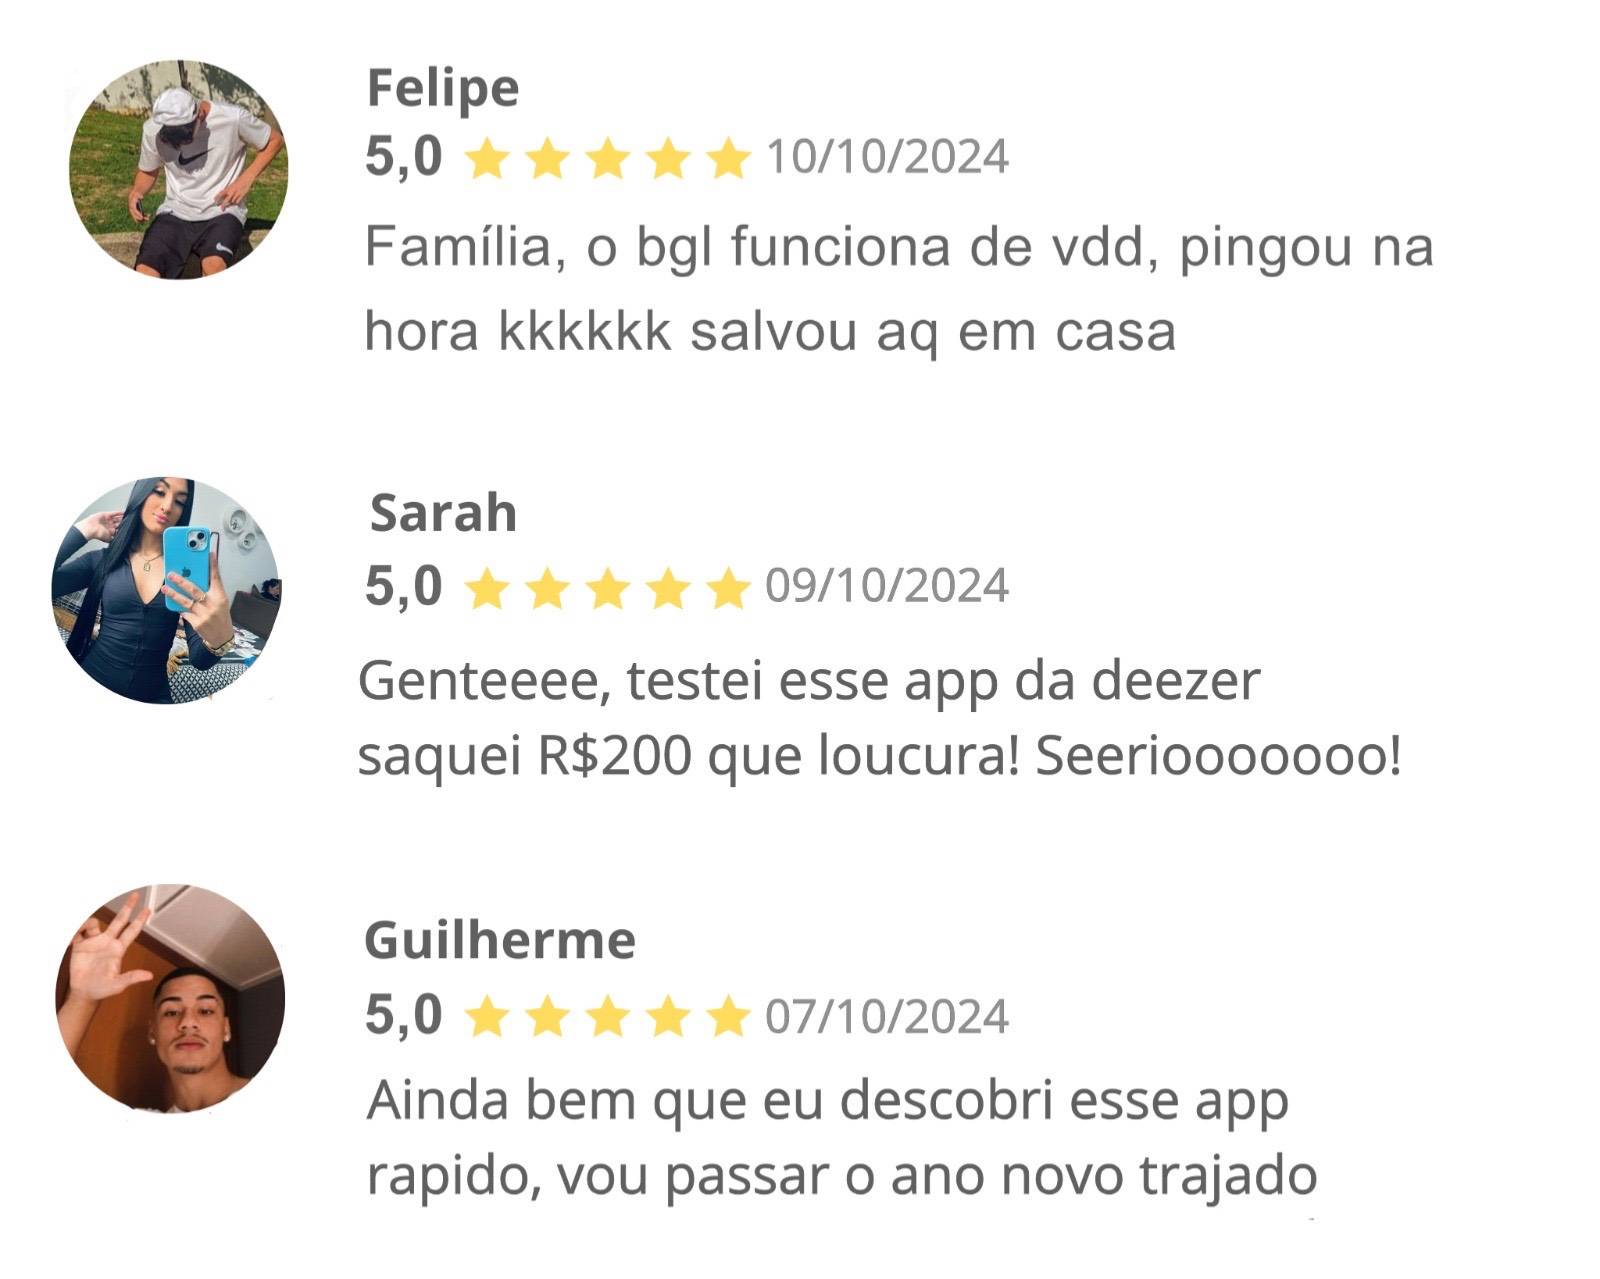 Felipe
5,0 10/10/2024
Família, o bgl funciona de vdd, pingou na
hora kkkkkk salvou aq em casa
Sarah
5,0 09/10/2024
Genteeee, testei esse app da deezer
saquei R$200 que loucura! Seeriooooooo!
Guilherme
5,0 07/10/2024
Ainda bem que eu descobri esse app
rapido, vou passar o ano novo trajado